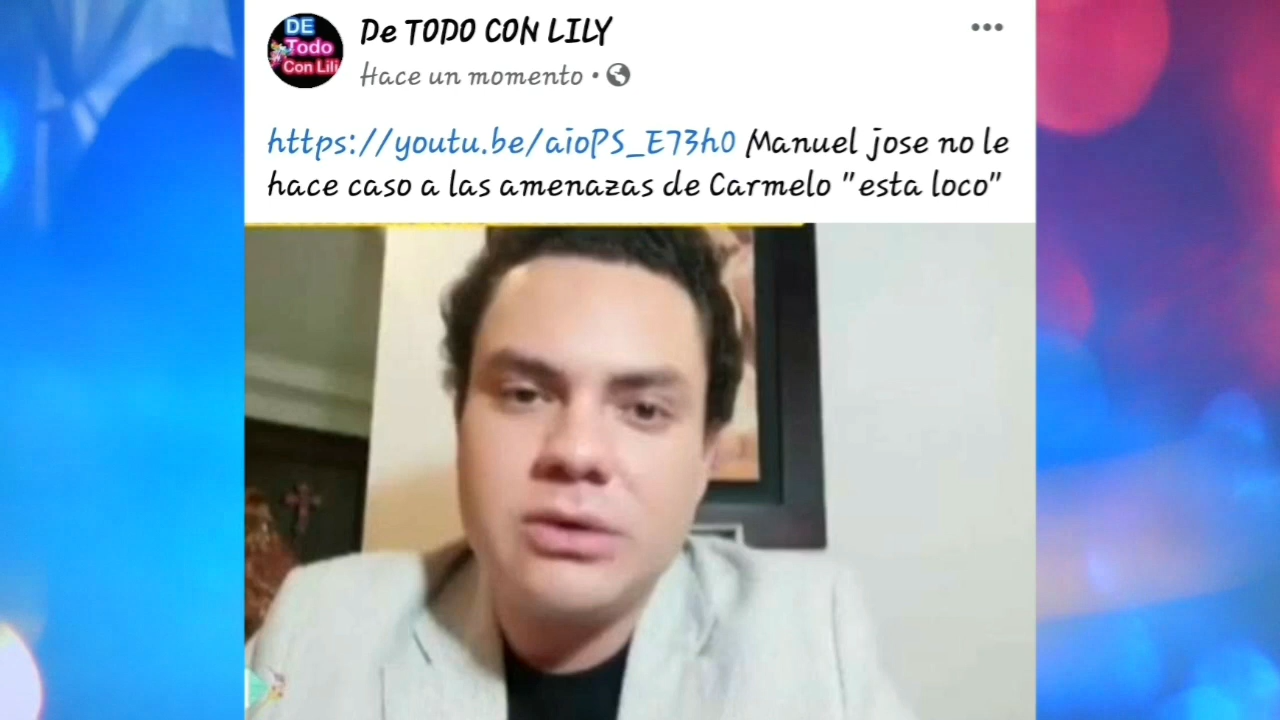 DE
Todo
Con Lili
De TODO CON LILY
Hace un momento •
https://youtu.be/aioPS_E73h0 Manuel jose no le
hace caso a las amenazas de Carmelo "esta loco"